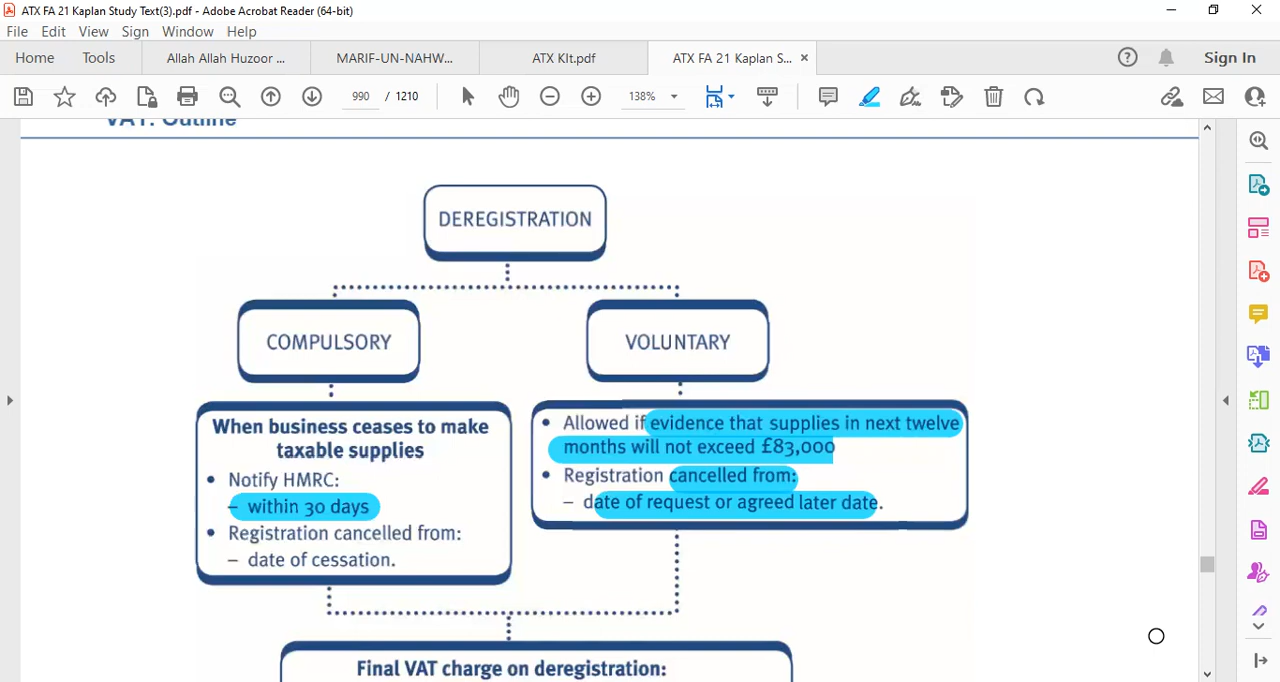 ATX FA 21 Kaplan Study Text(3).pdf - Adobe Acrobat Reader (64-bit)
File Edit View Sign Window Help
Home Tools Allah Allah Huzoor ... MARIF-UN-NAHW... ATX KIt.pdf ATX FA 21 Kaplan S... × Sign In
990 / 1210 138%
VAT: Outline
DEREGISTRATION
COMPULSORY
VOLUNTARY
When business ceases to make
taxable supplies
• Notify HMRC:
– within 30 days
• Registration cancelled from:
– date of cessation.
• Allowed if evidence that supplies in next twelve
months will not exceed £83,000
• Registration cancelled from:
– date of request or agreed later date.
Final VAT charge on deregistration: